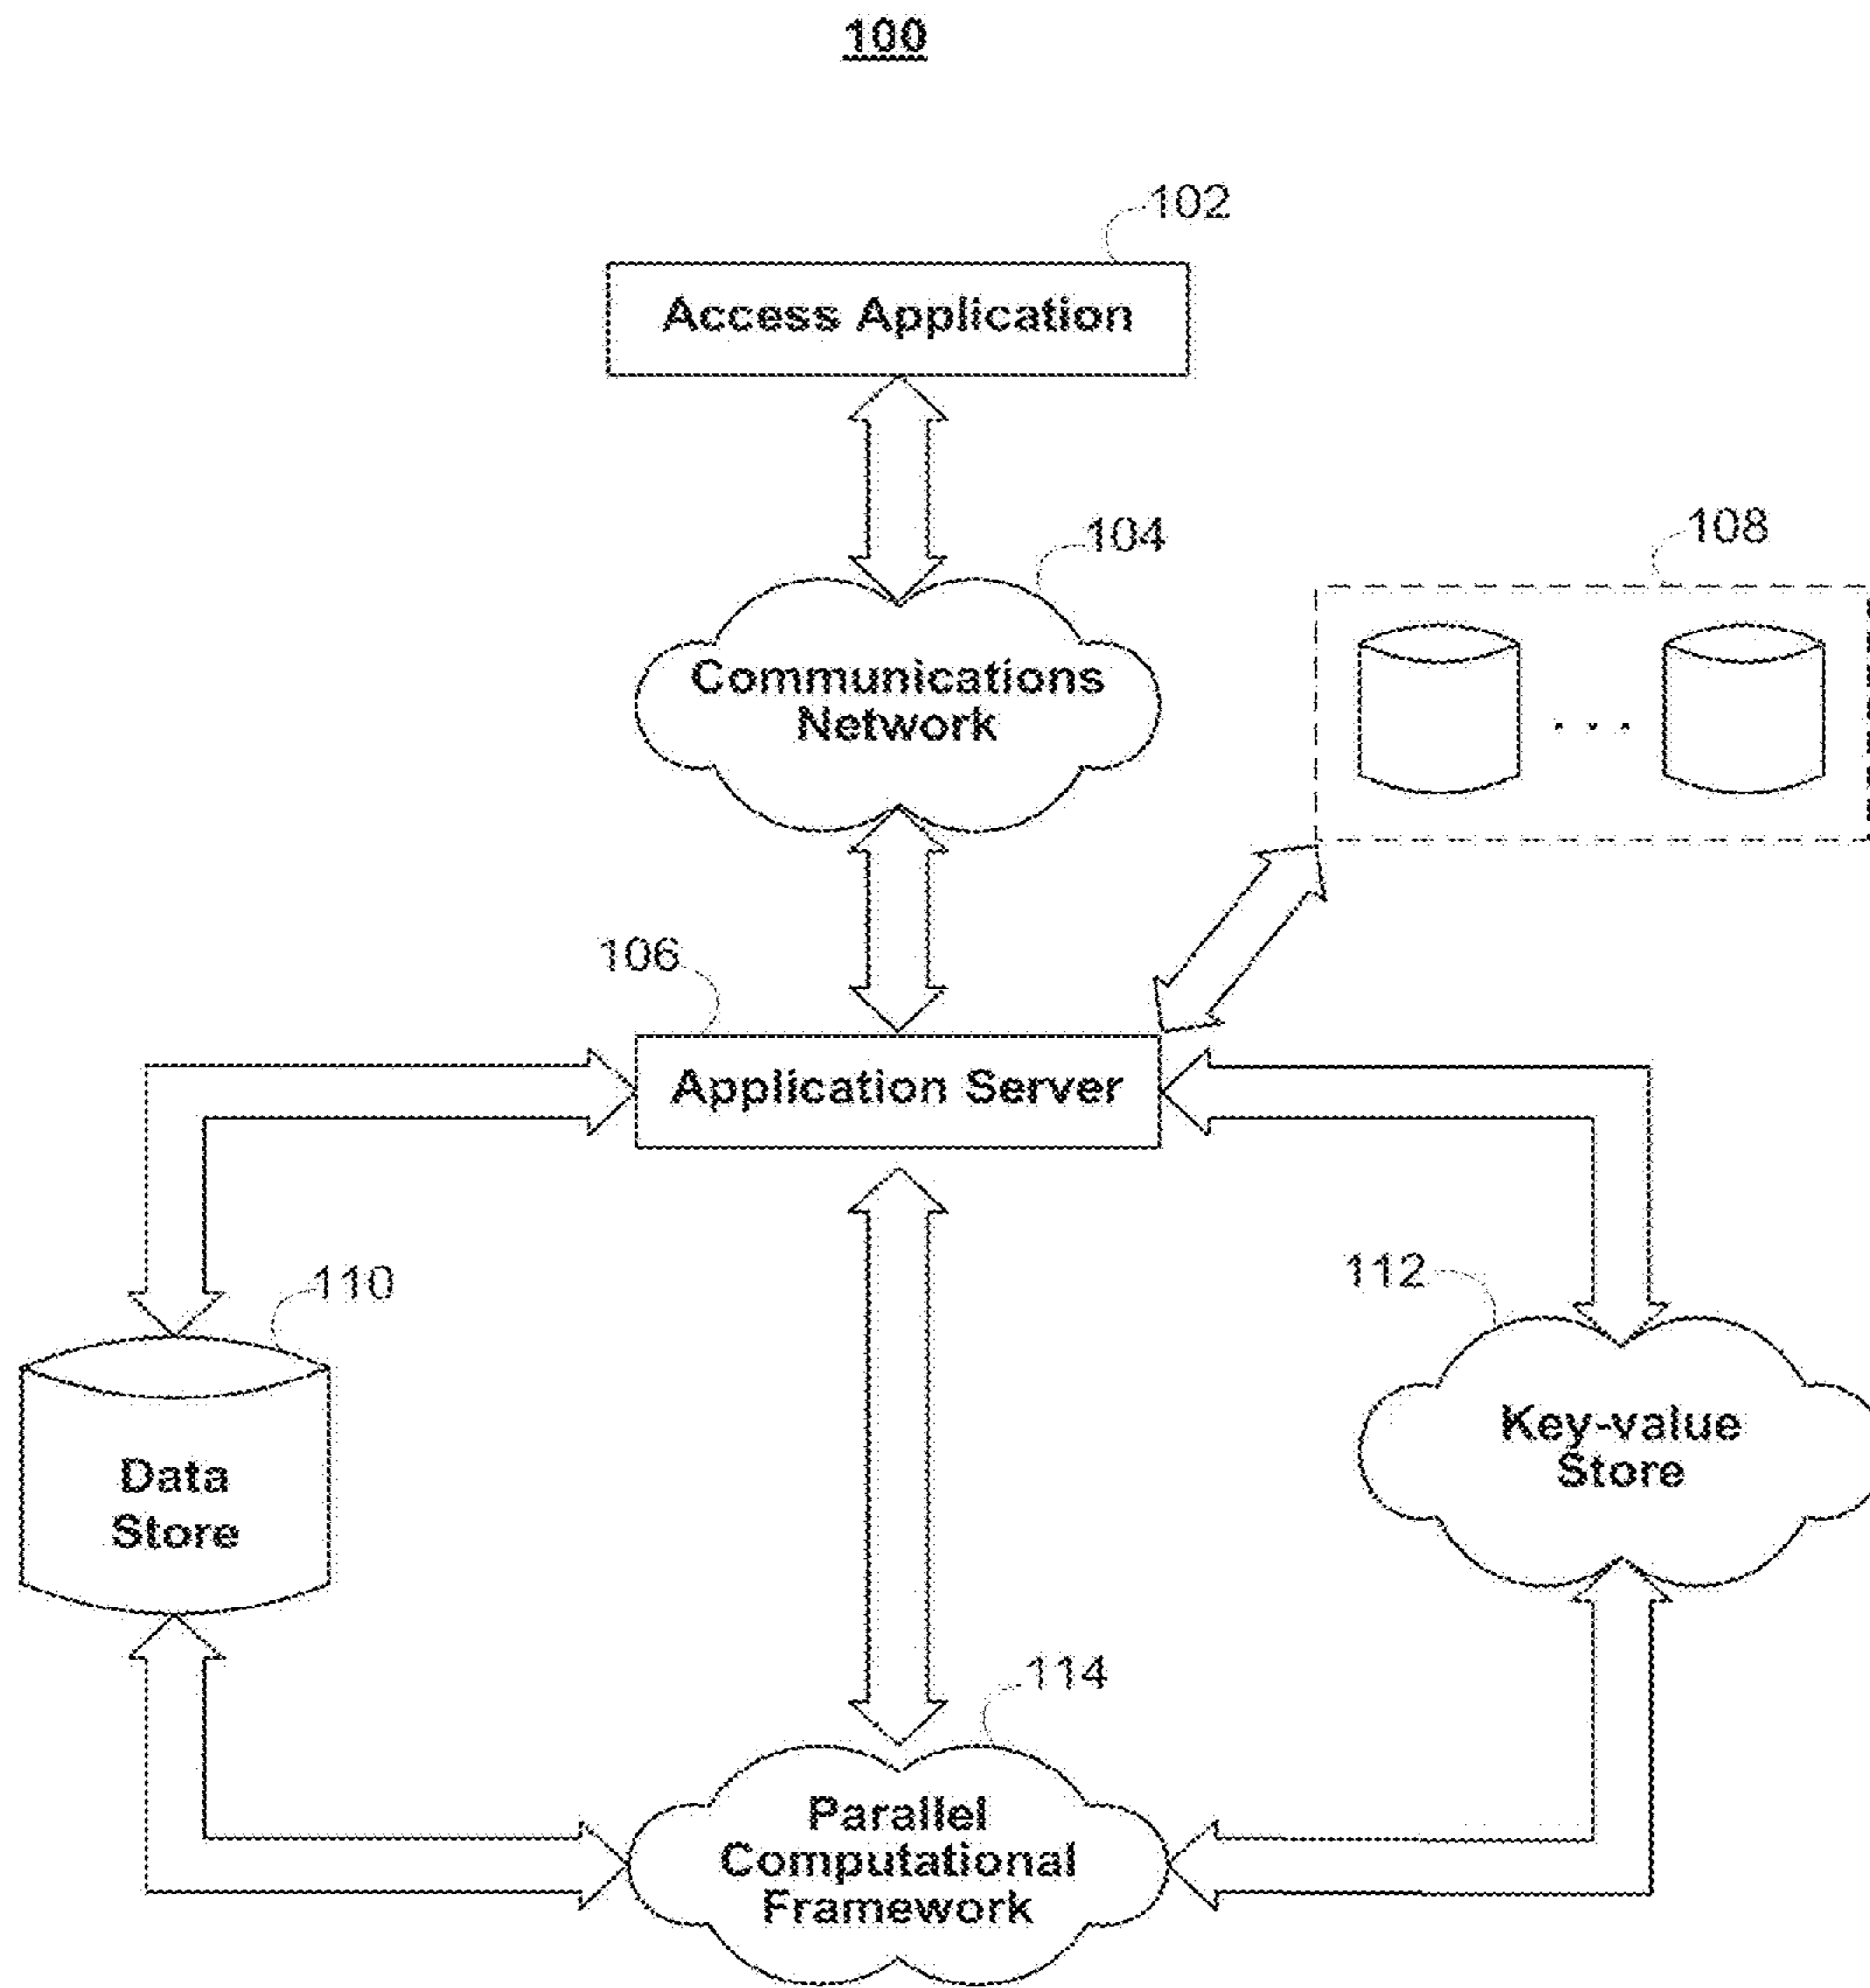 100
102
Access Application
104
108
Communications
Network
. . .
106
Application Server
110
112
Data
Store
Key-value
Store
114
Parallel
Computational
Framework